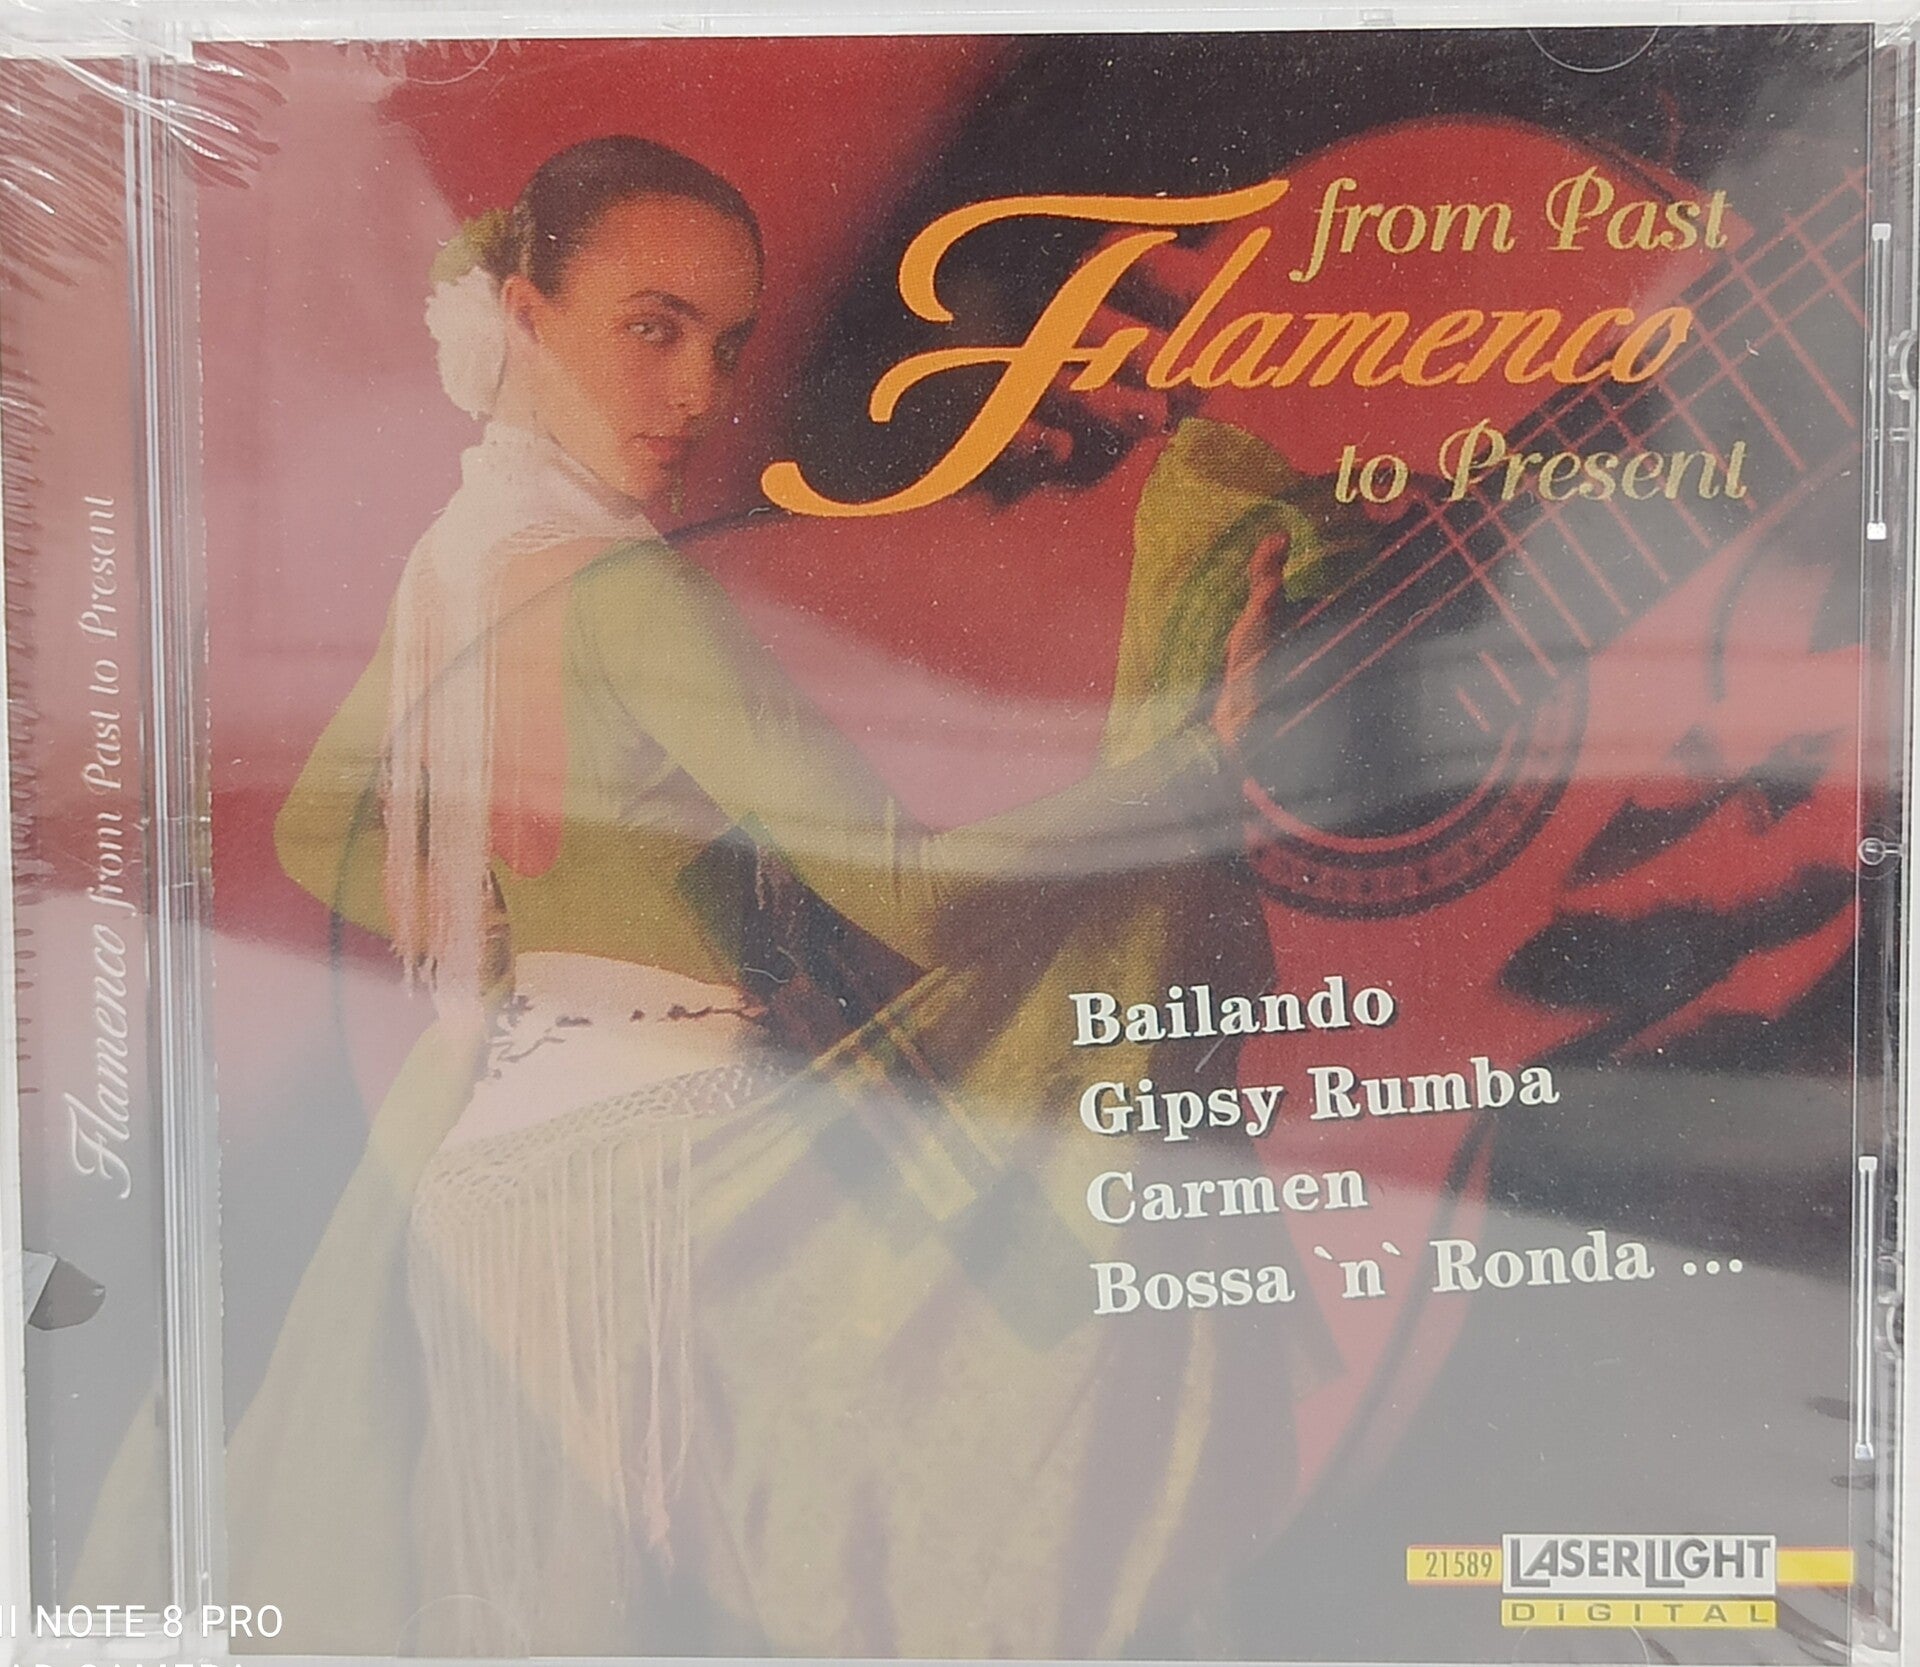 from Past
Flamenco
to Present
Flamenco from Past to Present
Bailando
Gipsy Rumba
Carmen
Bossa `n` Ronda ...
21589 LASERLIGHT
DiGITAL
NOTE 8 PRO